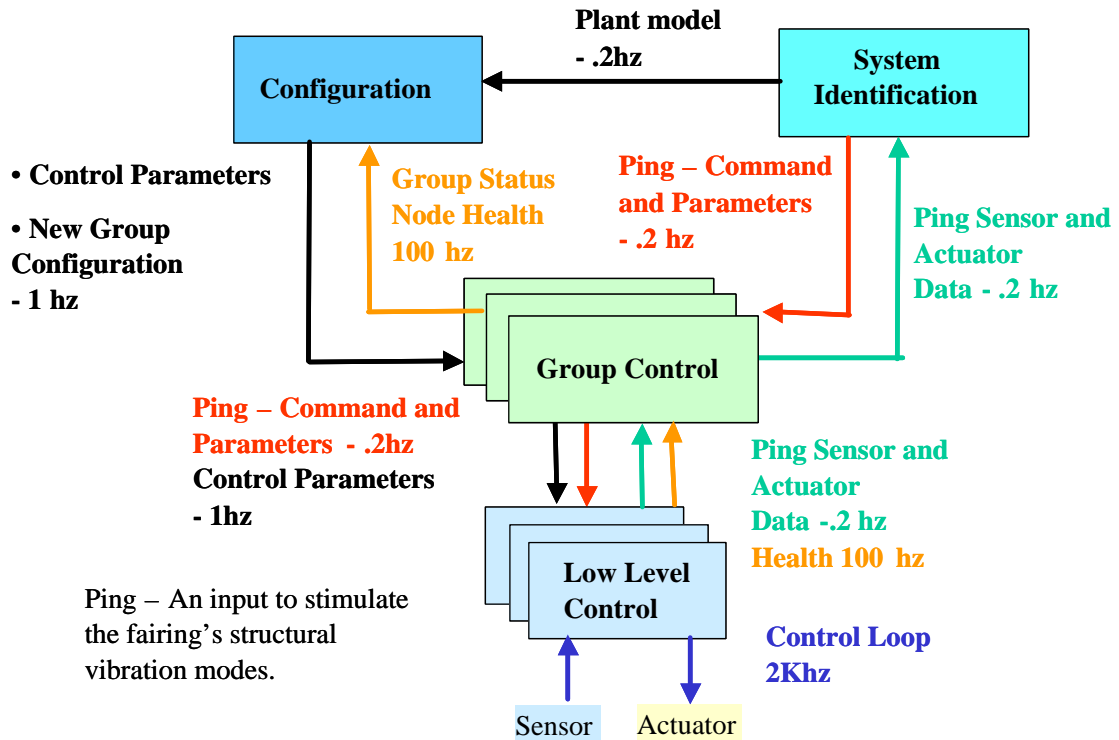 Plant model
- .2hz
Configuration
System
Identification
• Control Parameters
• New Group
Configuration
- 1 hz
Group Status
Node Health
100 hz
Ping – Command
and Parameters
- .2 hz
Ping Sensor and
Actuator
Data - .2 hz
Group Control
Ping – Command and
Parameters - .2hz
Control Parameters
- 1hz
Ping Sensor and
Actuator
Data -.2 hz
Health 100 hz
Low Level
Control
Ping – An input to stimulate
the fairing’s structural
vibration modes.
Control Loop
2Khz
Sensor
Actuator